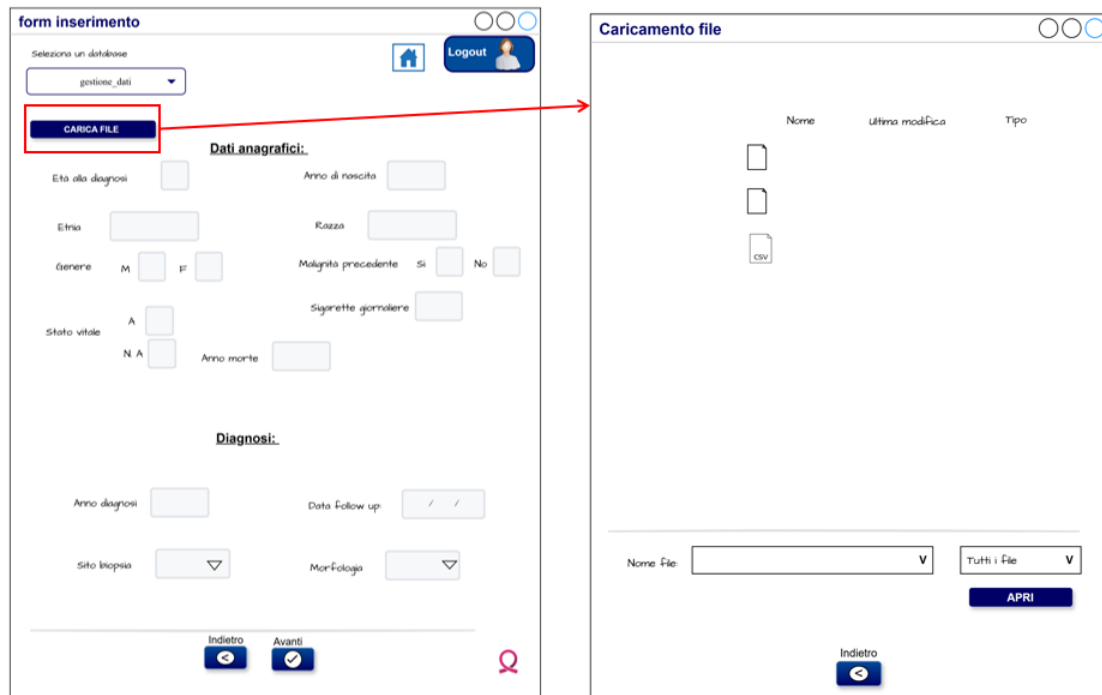 form inserimento
Seleziona un database
Logout
gestione_dati
CARICA FILE
Dati anagrafici:
Età alla diagnosi
Anno di nascita
Etnia
Razza
Genere M F
Malignità precedente Si No
Sigarette giornaliere
Stato vitale A
N. A
Anno morte
Diagnosi:
Anno diagnosi
Data follow up: / /
Sito biopsia
Morfologia
Indietro Avanti
<
Caricamento file
Nome Ultima modifica Tipo
CSV
Nome file: V
Tutti i file V
APRI
Indietro
<